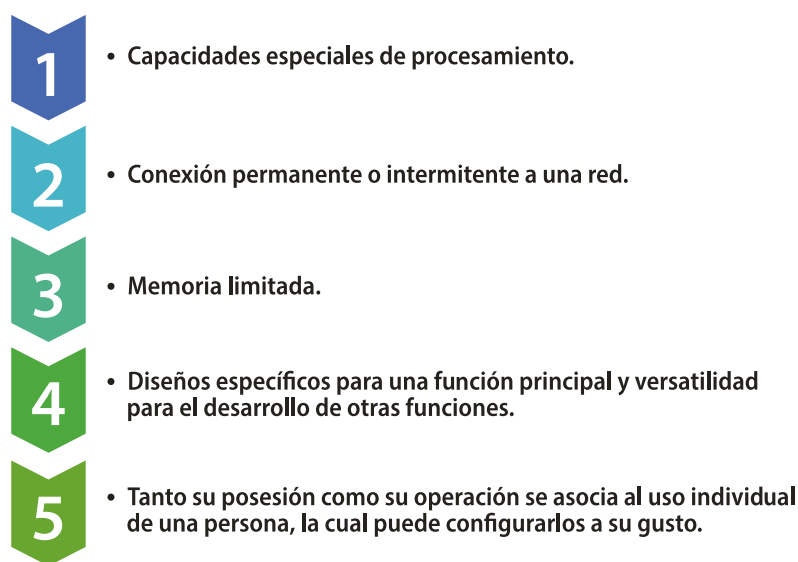 1
• Capacidades especiales de procesamiento.
2
• Conexión permanente o intermitente a una red.
3
• Memoria limitada.
4
• Diseños específicos para una función principal y versatilidad
para el desarrollo de otras funciones.
5
• Tanto su posesión como su operación se asocia al uso individual
de una persona, la cual puede configurarlos a su gusto.